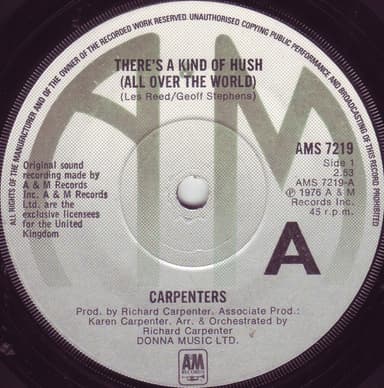 ALL RIGHTS OF THE MANUFACTURER AND OF THE OWNER OF THE RECORDED WORK RESERVED. UNAUTHORISED COPYING PUBLIC PERFORMANCE AND BROADCASTING OF THIS RECORD PROHIBITED
THERE'S A KIND OF HUSH
(ALL OVER THE WORLD)
(Les Reed/Geoff Stephens)
Original sound
recording made by
A & M Records
Inc. A & M Records
Ltd. are the
exclusive licensees
for the United
Kingdom
AMS 7219
Side 1
2.53
AMS 7219-A
℗ 1976 A & M
Records Inc.
45 r.p.m.
A
CARPENTERS
Prod. by Richard Carpenter. Associate Prod.:
Karen Carpenter. Arr. & Orchestrated by
Richard Carpenter
DONNA MUSIC LTD.
A&M
RECORDS